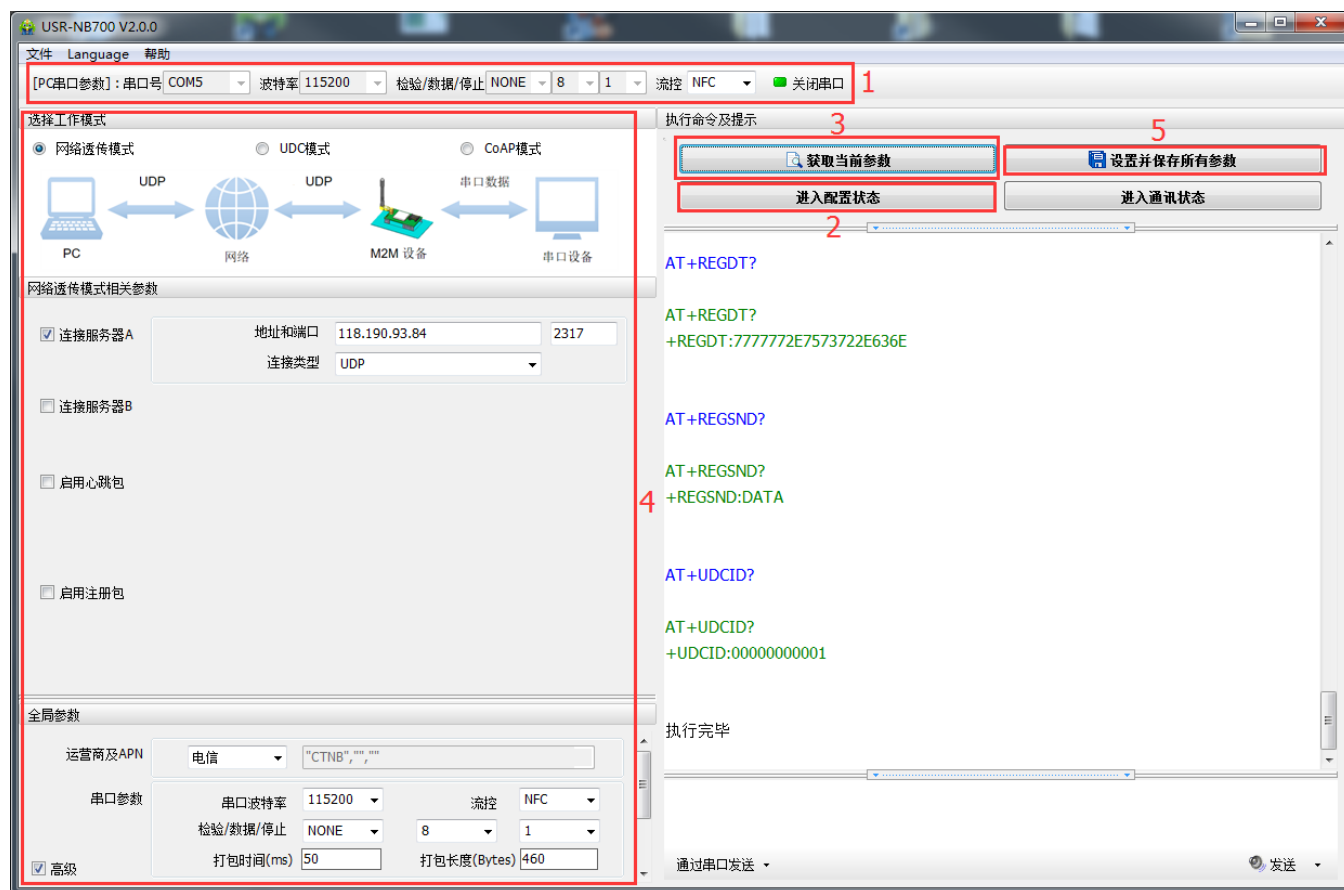 USR-NB700 V2.0.0
文件 Language 帮助
[PC串口参数]：串口号 COM5 波特率 115200 检验/数据/停止 NONE 8 1 流控 NFC 关闭串口 1
选择工作模式
网络透传模式 UDC模式 CoAP模式
UDP UDP 串口数据
PC 网络 M2M 设备 串口设备
网络透传模式相关参数
连接服务器A 地址和端口 118.190.93.84 2317
连接类型 UDP
连接服务器B
启用心跳包
4
启用注册包
全局参数
运营商及APN 电信 "CTNB","",""
串口参数 串口波特率 115200 流控 NFC
检验/数据/停止 NONE 8 1
高级 打包时间(ms) 50 打包长度(Bytes) 460
执行命令及提示
3 5
获取当前参数 设置并保存所有参数
进入配置状态 进入通讯状态
2
AT+REGDT?
AT+REGDT?
+REGDT:7777772E7573722E636E
AT+REGSND?
AT+REGSND?
+REGSND:DATA
AT+UDCID?
AT+UDCID?
+UDCID:00000000001
执行完毕
通过串口发送 发送